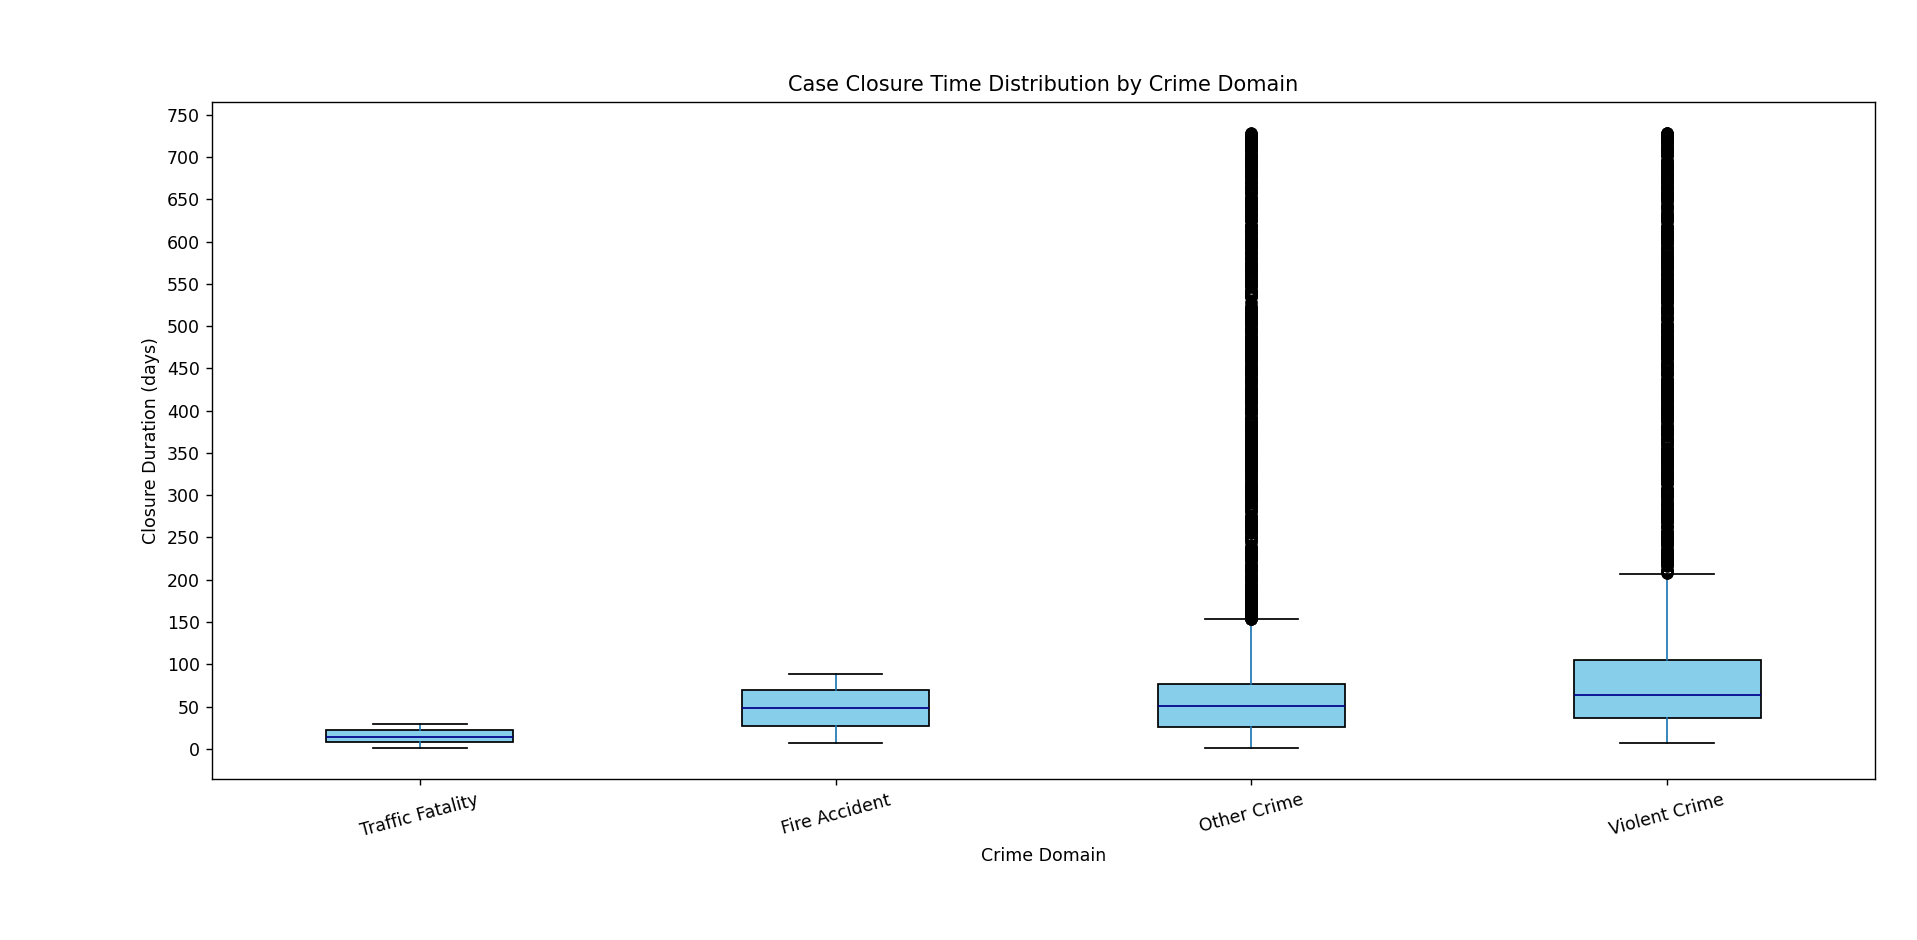 Case Closure Time Distribution by Crime Domain
750
700
650
600
550
500
450
400
350
300
250
200
150
100
50
0
Closure Duration (days)
Traffic Fatality
Fire Accident
Other Crime
Violent Crime
Crime Domain